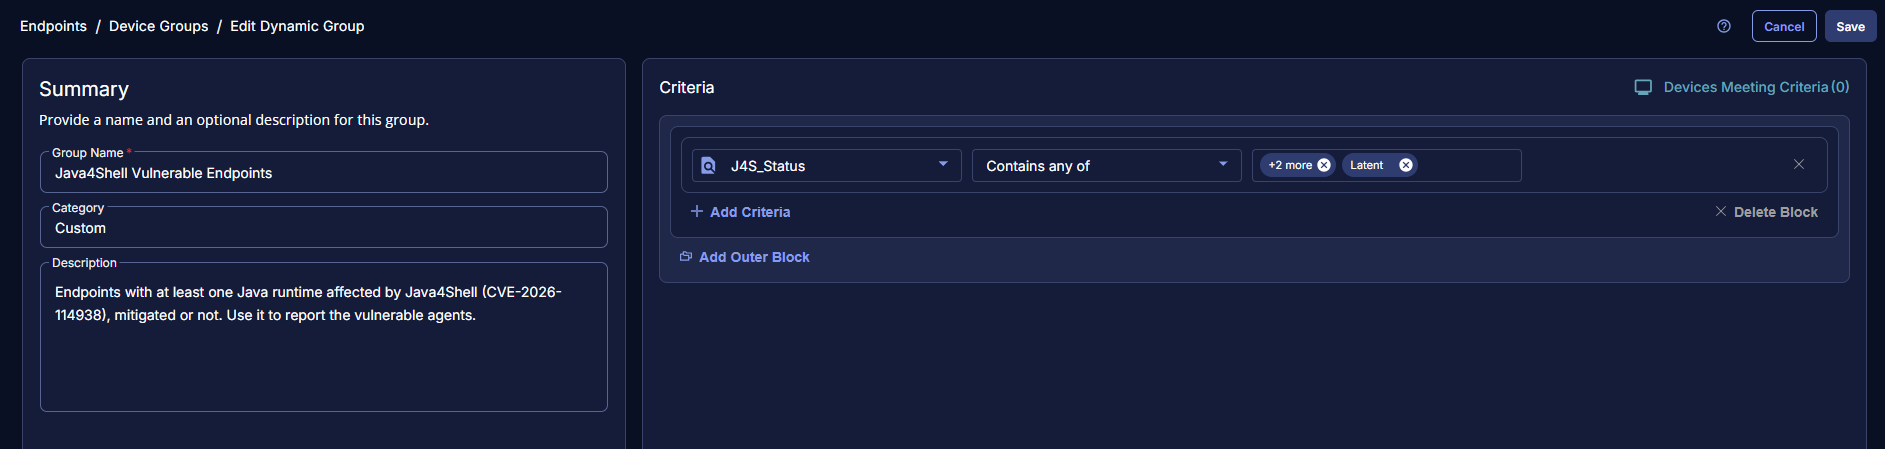 Endpoints / Device Groups / Edit Dynamic Group
Cancel
Save
Summary
Provide a name and an optional description for this group.
Group Name *
Java4Shell Vulnerable Endpoints
Category
Custom
Description
Endpoints with at least one Java runtime affected by Java4Shell (CVE-2026-
114938), mitigated or not. Use it to report the vulnerable agents.
Criteria
Devices Meeting Criteria (0)
J4S_Status
Contains any of
+2 more
Latent
Add Criteria
Delete Block
Add Outer Block